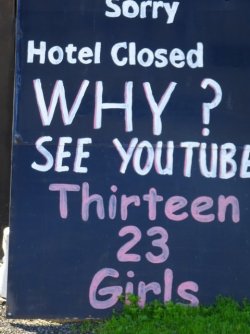 Sorry
Hotel Closed
WHY?
SEE YOUTUBE
Thirteen
23
Girls